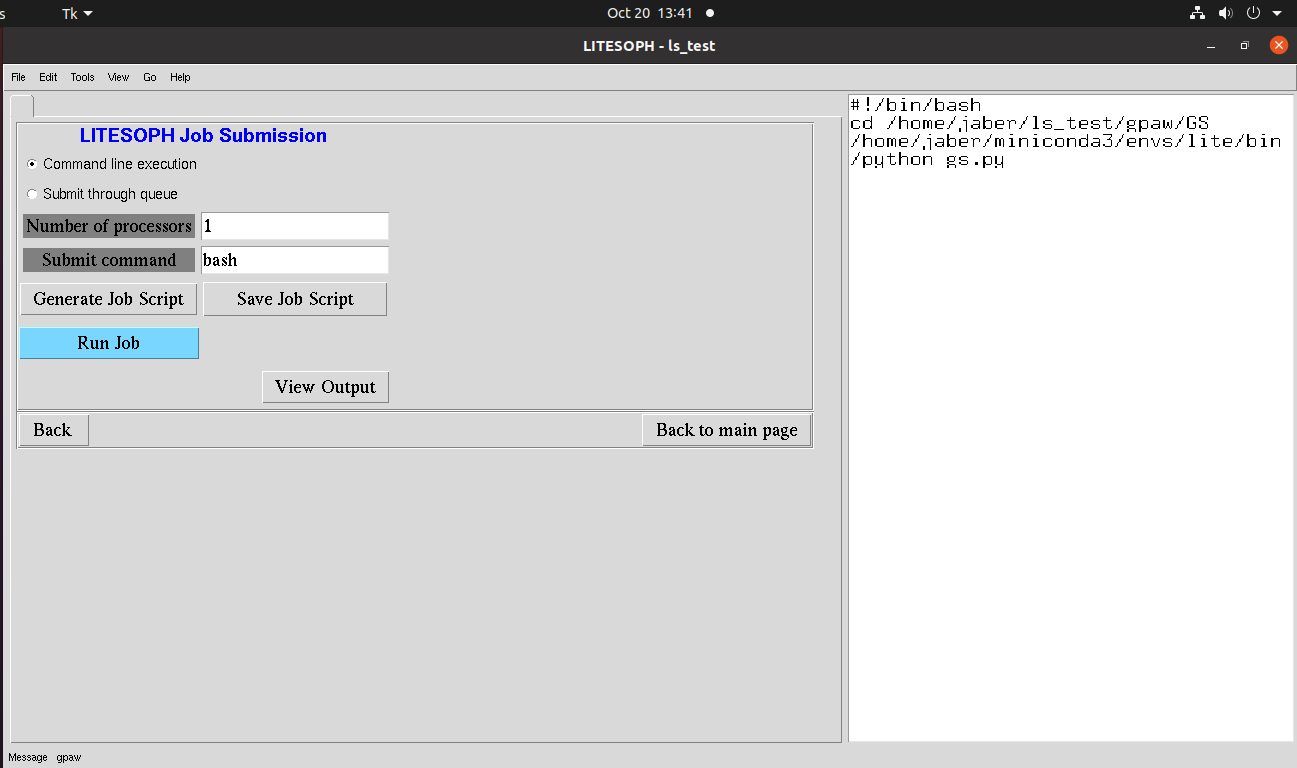 Tk
Oct 20 13:41
LITESOPH - ls_test
File Edit Tools View Go Help
LITESOPH Job Submission
Command line execution
Submit through queue
Number of processors 1
Submit command bash
Generate Job Script Save Job Script
Run Job
View Output
Back Back to main page
#!/bin/bash
cd /home/jaber/ls_test/gpaw/GS
/home/jaber/miniconda3/envs/lite/bin
/python gs.py
Message gpaw